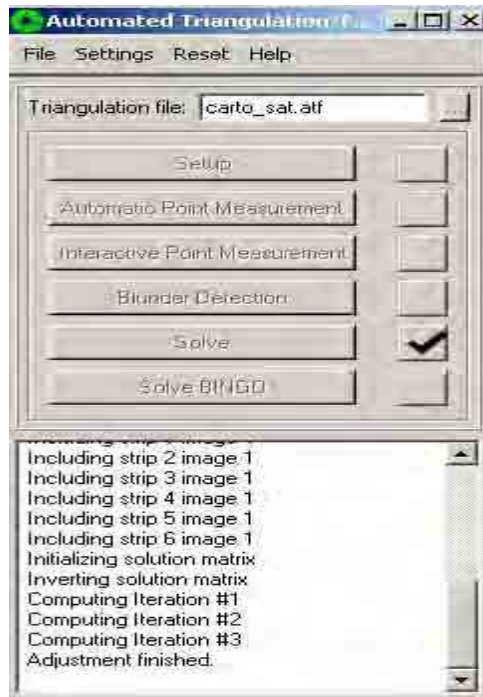 Automated Triangulation
File Settings Reset Help
Triangulation file: carto_sat.atf ...
Setup
Automatic Point Measurement
Interactive Point Measurement
Blunder Detection
Solve
Solve BINGO
Including strip 2 image 1
Including strip 3 image 1
Including strip 4 image 1
Including strip 5 image 1
Including strip 6 image 1
Initializing solution matrix
Inverting solution matrix
Computing Iteration #1
Computing Iteration #2
Computing Iteration #3
Adjustment finished.